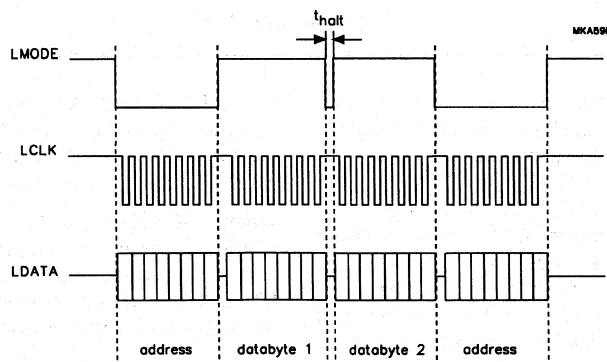 thalt
MKA59
LMODE
LCLK
LDATA
address databyte 1 databyte 2 address